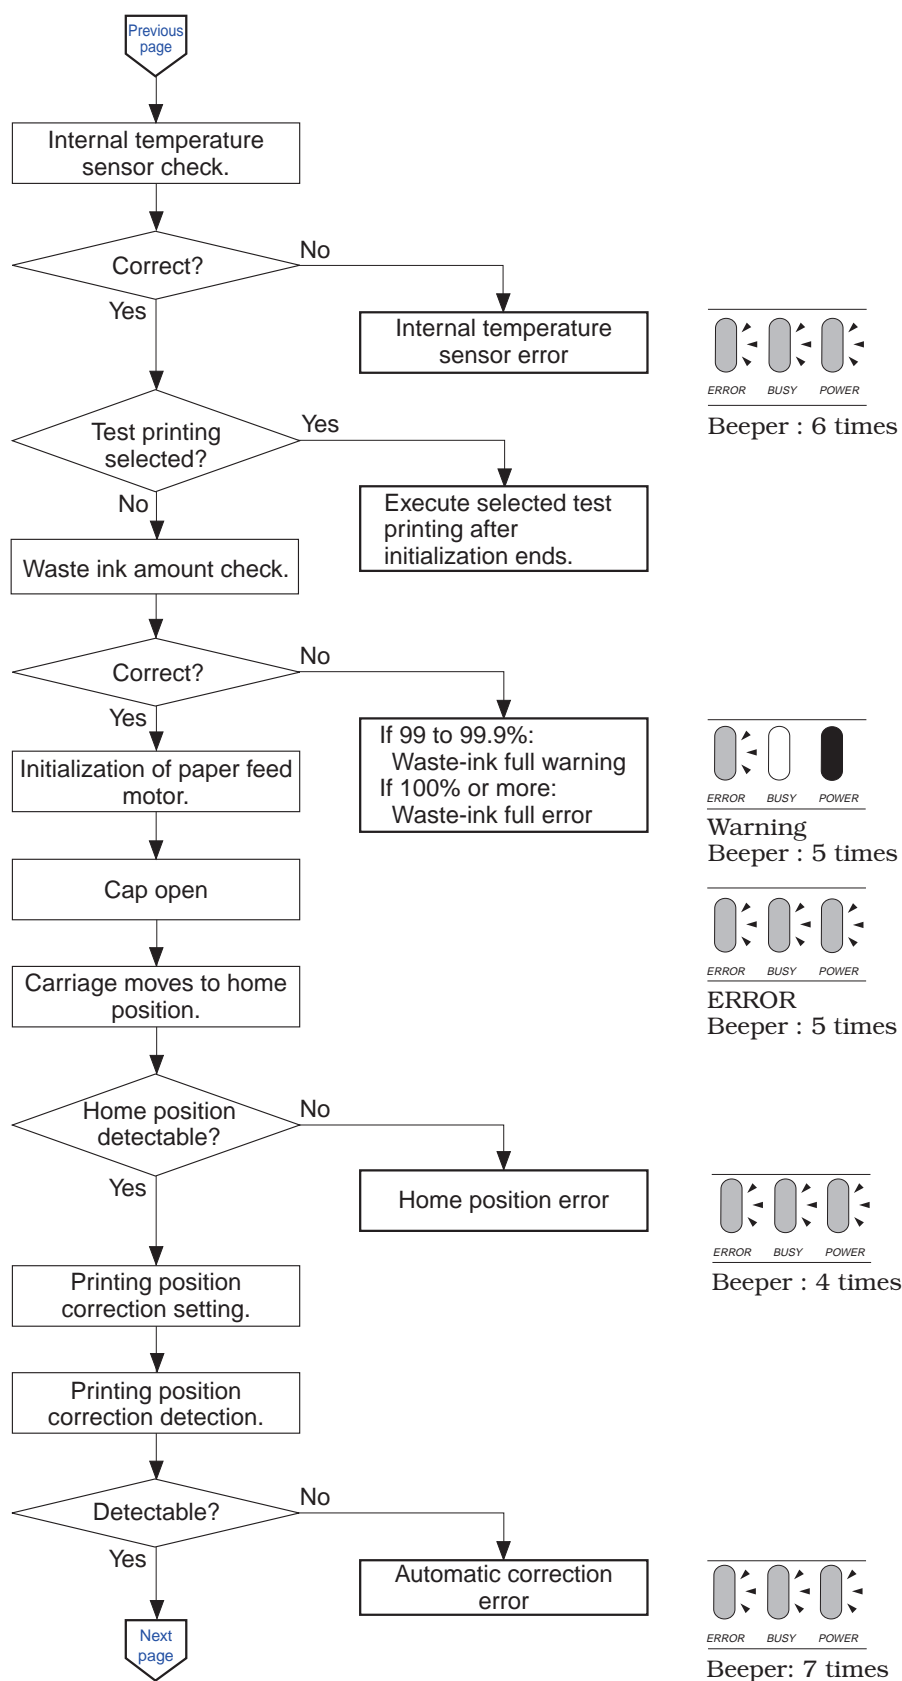 Previous
page
Internal temperature
sensor check.
Correct?
No
Yes
Internal temperature
sensor error
ERROR BUSY POWER
Beeper : 6 times
Test printing
selected?
Yes
No
Execute selected test
printing after
initialization ends.
Waste ink amount check.
Correct?
No
Yes
If 99 to 99.9%:
Waste-ink full warning
If 100% or more:
Waste-ink full error
ERROR BUSY POWER
Warning
Beeper : 5 times
Initialization of paper feed
motor.
Cap open
ERROR BUSY POWER
ERROR
Beeper : 5 times
Carriage moves to home
position.
Home position
detectable?
No
Yes
Home position error
ERROR BUSY POWER
Beeper : 4 times
Printing position
correction setting.
Printing position
correction detection.
Detectable?
No
Yes
Automatic correction
error
ERROR BUSY POWER
Beeper: 7 times
Next
page